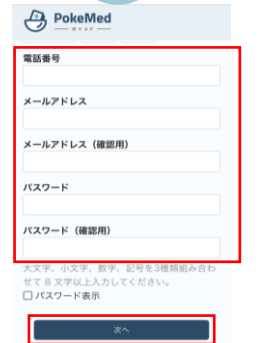 PokeMed
ポケメド
電話番号
メールアドレス
メールアドレス（確認用）
パスワード
パスワード（確認用）
大文字、小文字、数字、記号を3種類組み合わ
せて 8 文字以上入力してください。
パスワード表示
次へ